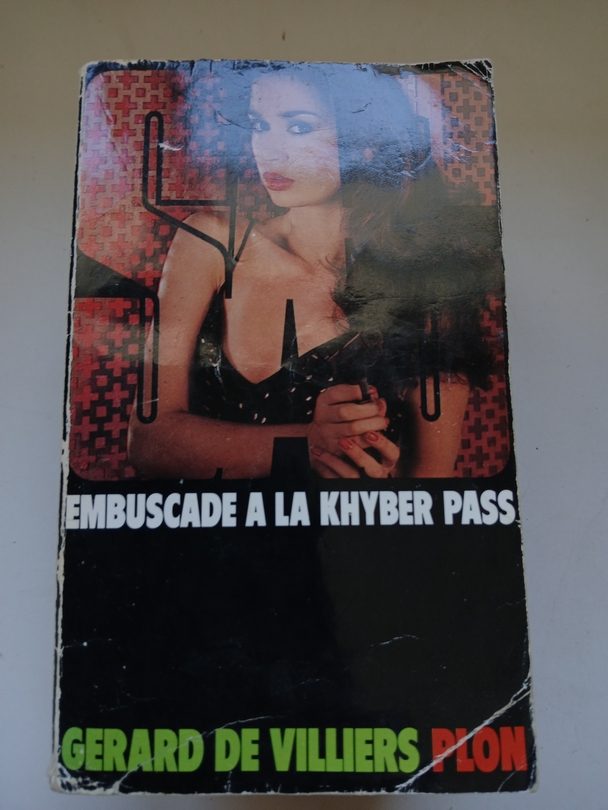 SAS
EMBUSCADE A LA KHYBER PASS
GERARD DE VILLIERS PLON